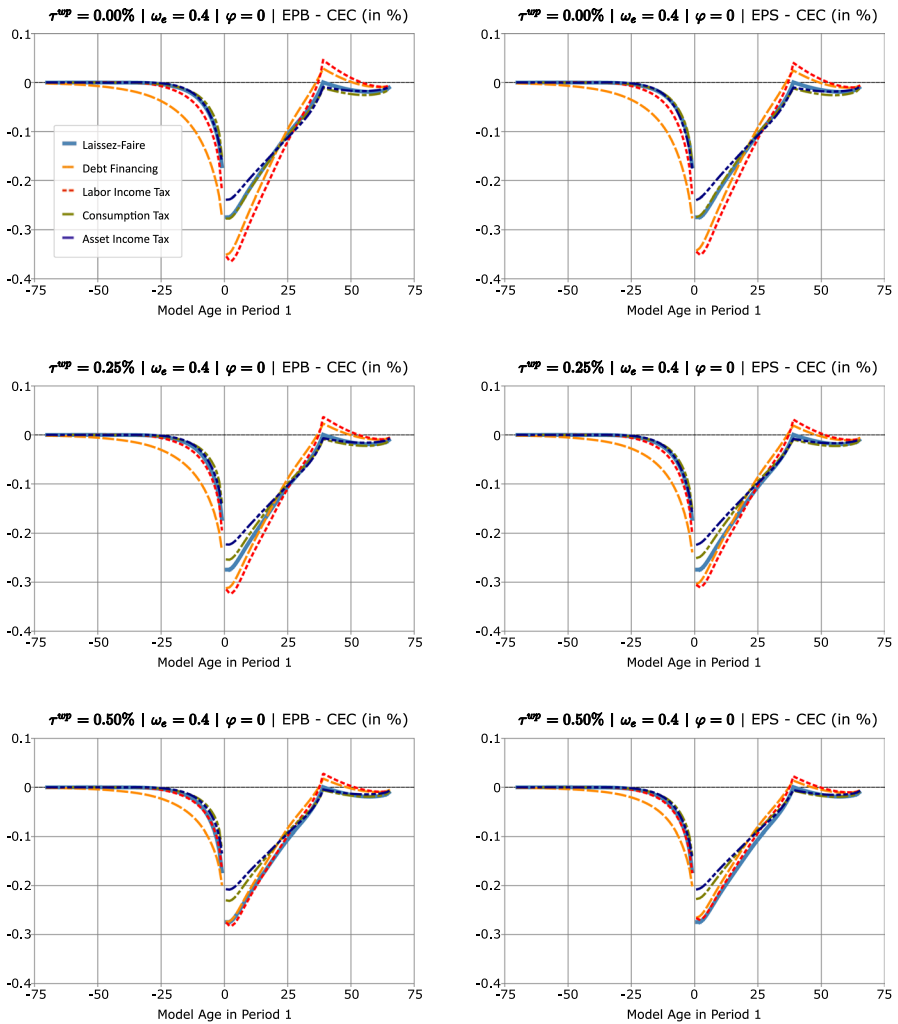 τ^wp = 0.00% | ω_e = 0.4 | φ = 0 | EPB - CEC (in %)
0.1
0
-0.1
-0.2
-0.3
-0.4
Laissez-Faire
Debt Financing
Labor Income Tax
Consumption Tax
Asset Income Tax
-75 -50 -25 0 25 50 75
Model Age in Period 1
τ^wp = 0.00% | ω_e = 0.4 | φ = 0 | EPS - CEC (in %)
0.1
0
-0.1
-0.2
-0.3
-0.4
-75 -50 -25 0 25 50 75
Model Age in Period 1
τ^wp = 0.25% | ω_e = 0.4 | φ = 0 | EPB - CEC (in %)
0.1
0
-0.1
-0.2
-0.3
-0.4
-75 -50 -25 0 25 50 75
Model Age in Period 1
τ^wp = 0.25% | ω_e = 0.4 | φ = 0 | EPS - CEC (in %)
0.1
0
-0.1
-0.2
-0.3
-0.4
-75 -50 -25 0 25 50 75
Model Age in Period 1
τ^wp = 0.50% | ω_e = 0.4 | φ = 0 | EPB - CEC (in %)
0.1
0
-0.1
-0.2
-0.3
-0.4
-75 -50 -25 0 25 50 75
Model Age in Period 1
τ^wp = 0.50% | ω_e = 0.4 | φ = 0 | EPS - CEC (in %)
0.1
0
-0.1
-0.2
-0.3
-0.4
-75 -50 -25 0 25 50 75
Model Age in Period 1